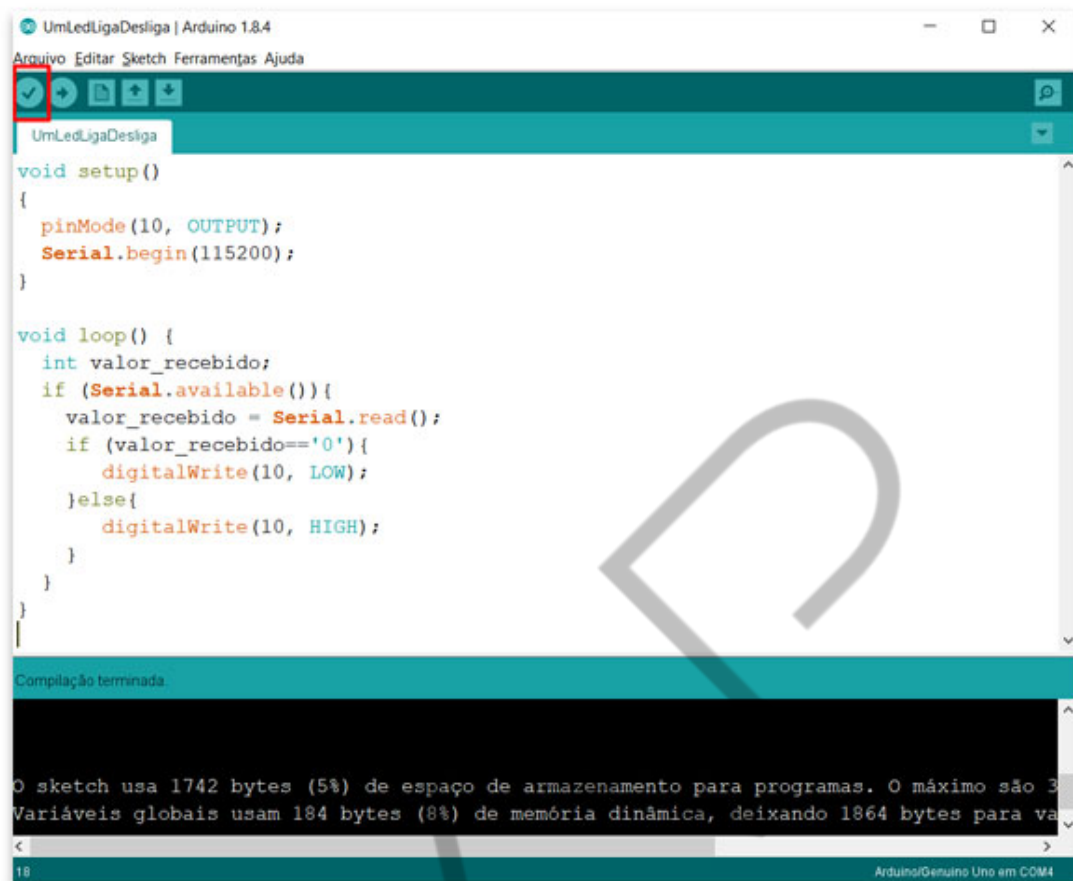 UmLedLigaDesliga | Arduino 1.8.4
Arquivo Editar Sketch Ferramentas Ajuda
UmLedLigaDesliga
void setup()
{
  pinMode(10, OUTPUT);
  Serial.begin(115200);
}
void loop() {
  int valor_recebido;
  if (Serial.available()){
    valor_recebido = Serial.read();
    if (valor_recebido=='0'){
       digitalWrite(10, LOW);
    }else{
       digitalWrite(10, HIGH);
    }
  }
}
Compilação terminada.
O sketch usa 1742 bytes (5%) de espaço de armazenamento para programas. O máximo são 3
Variáveis globais usam 184 bytes (8%) de memória dinâmica, deixando 1864 bytes para va
18
Arduino/Genuino Uno em COM4